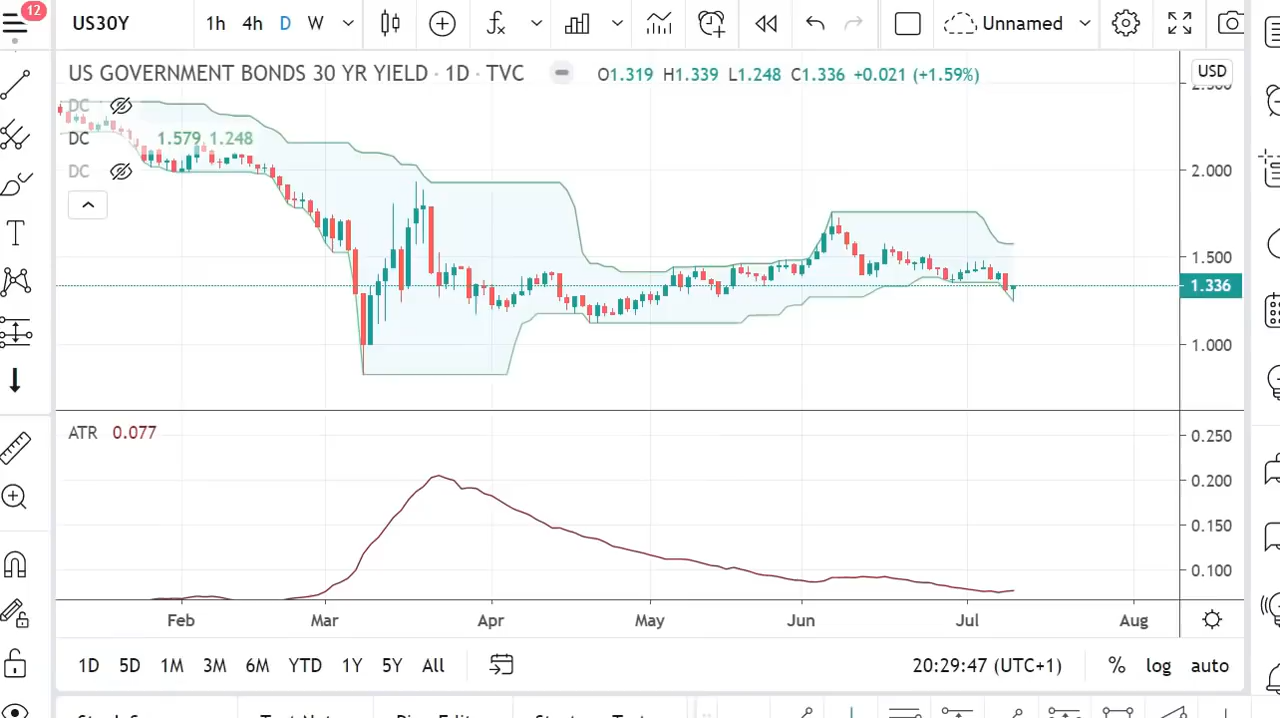 12
US30Y 1h 4h D W Unnamed
US GOVERNMENT BONDS 30 YR YIELD · 1D · TVC O1.319 H1.339 L1.248 C1.336 +0.021 (+1.59%) USD
DC
DC 1.579 1.248
DC
2.500
2.000
1.500
1.336
1.000
ATR 0.077
0.250
0.200
0.150
0.100
Feb Mar Apr May Jun Jul Aug
1D 5D 1M 3M 6M YTD 1Y 5Y All 20:29:47 (UTC+1) % log auto